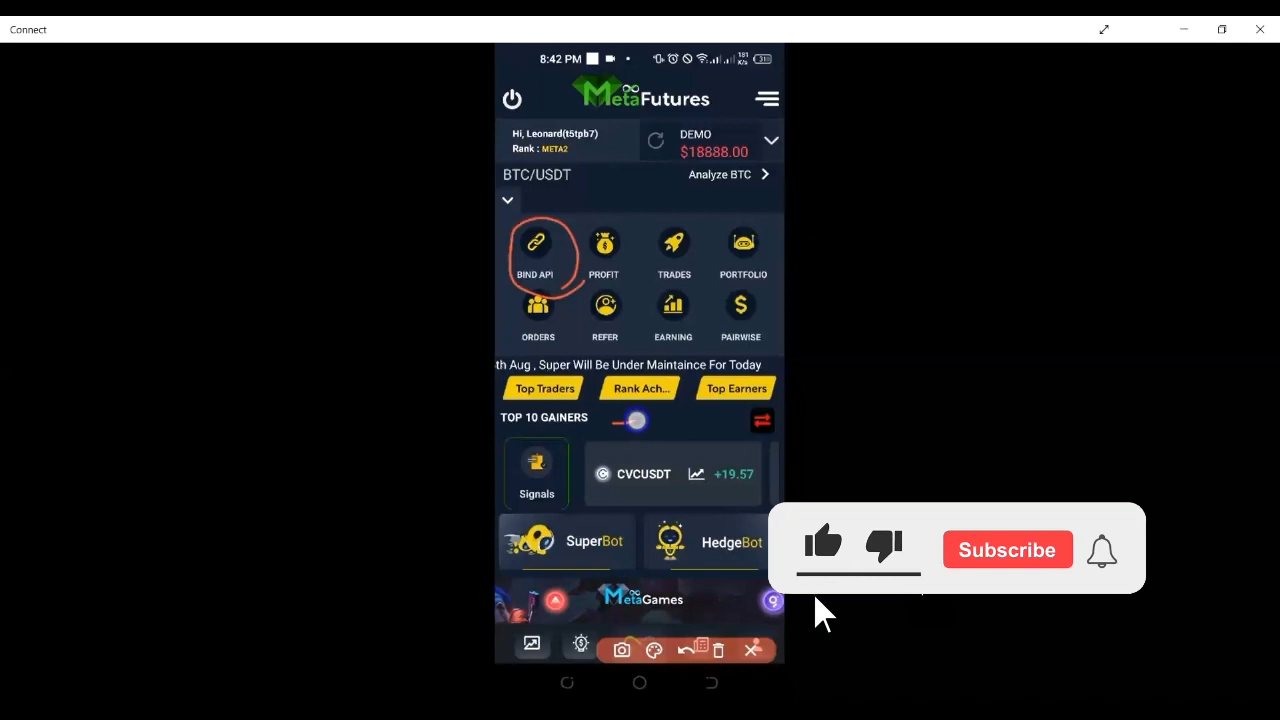 Connect
8:42 PM
181
K/s
MetaFutures
Hi, Leonard(t5tpb7)
Rank : META2
DEMO
$18888.00
BTC/USDT
Analyze BTC
BIND API
PROFIT
TRADES
PORTFOLIO
ORDERS
REFER
EARNING
PAIRWISE
th Aug , Super Will Be Under Maintaince For Today
Top Traders
Rank Ach...
Top Earners
TOP 10 GAINERS
Signals
CVCUSDT
+19.57
SuperBot
HedgeBot
MetaGames
Subscribe